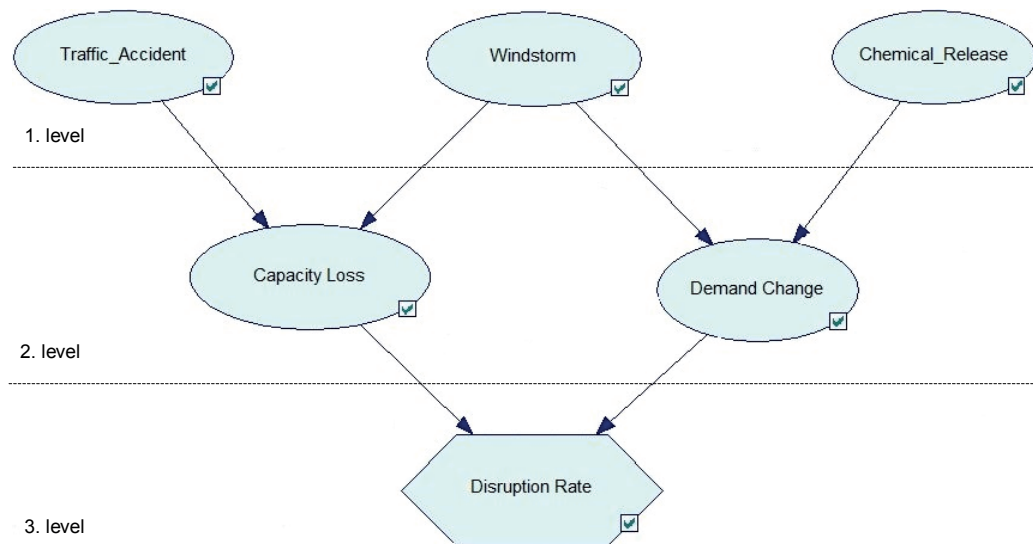 Traffic_Accident
Windstorm
Chemical_Release
1. level
Capacity Loss
Demand Change
2. level
Disruption Rate
3. level